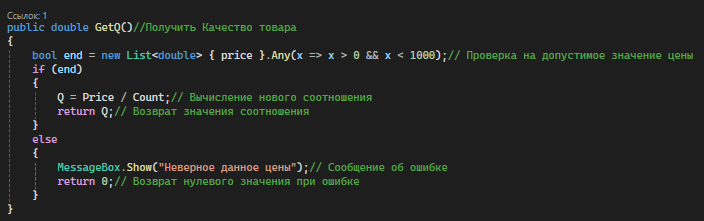 Ссылок: 1
public double GetQ()//Получить Качество товара
{
bool end = new List<double> { price }.Any(x => x > 0 && x < 1000);// Проверка на допустимое значение цены
if (end)
{
Q = Price / Count;// Вычисление нового соотношения
return Q;// Возврат значения соотношения
}
else
{
MessageBox.Show("Неверное данное цены");// Сообщение об ошибке
return 0;// Возврат нулевого значения при ошибке
}
}